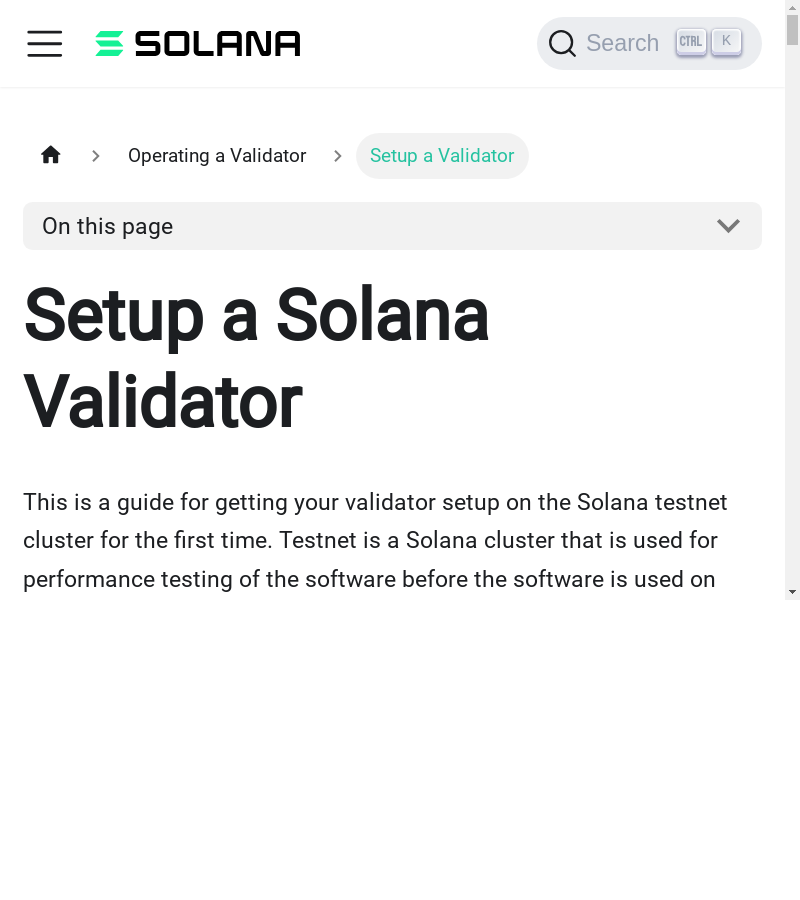 SOLANA
Search CTRL K
Operating a Validator Setup a Validator
On this page
Setup a Solana
Validator
This is a guide for getting your validator setup on the Solana testnet
cluster for the first time. Testnet is a Solana cluster that is used for
performance testing of the software before the software is used on